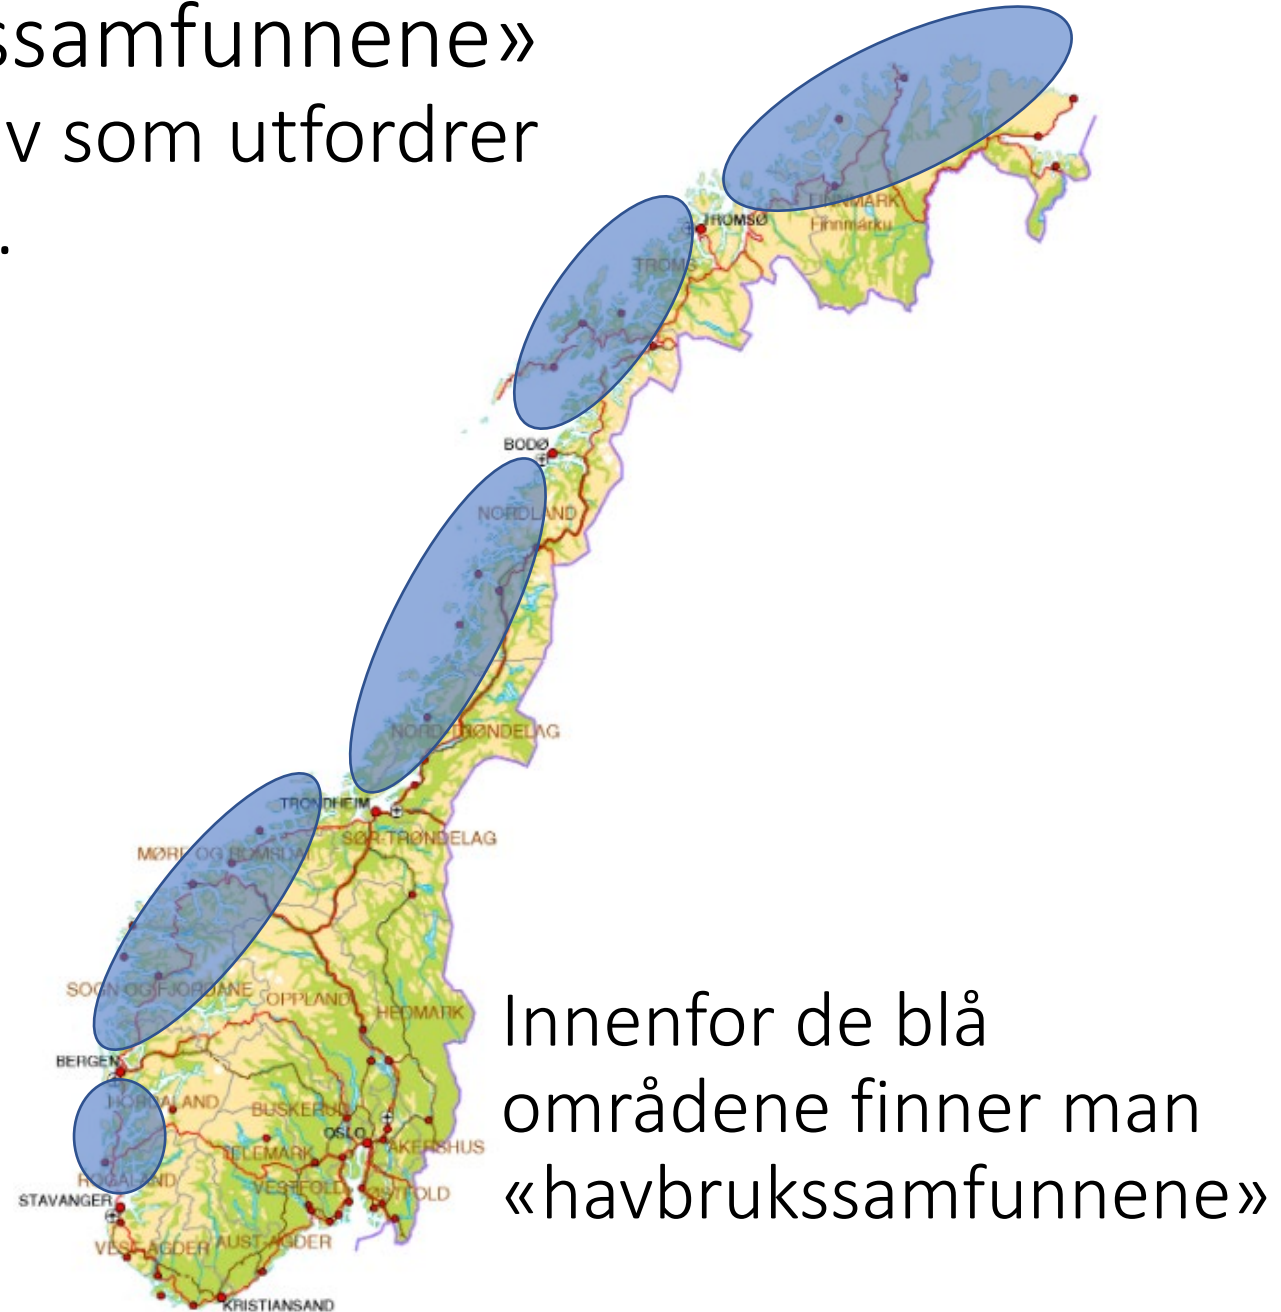 ssamfunnene»
v som utfordrer
.
FINNMARK
Finnmárku
TROMSØ
TROMS
BODØ
NORDLAND
NORD-TRØNDELAG
TRONDHEIM
SØR-TRØNDELAG
MØRE OG ROMSDAL
SOGN OG FJORDANE
OPPLAND
HEDMARK
Innenfor de blå
områdene finner man
«havbrukssamfunnene»
BERGEN
HORDALAND
BUSKERUD
OSLO
AKERSHUS
TELEMARK
ROGALAND
VESTFOLD
ØSTFOLD
STAVANGER
VEST-AGDER
AUST-AGDER
KRISTIANSAND